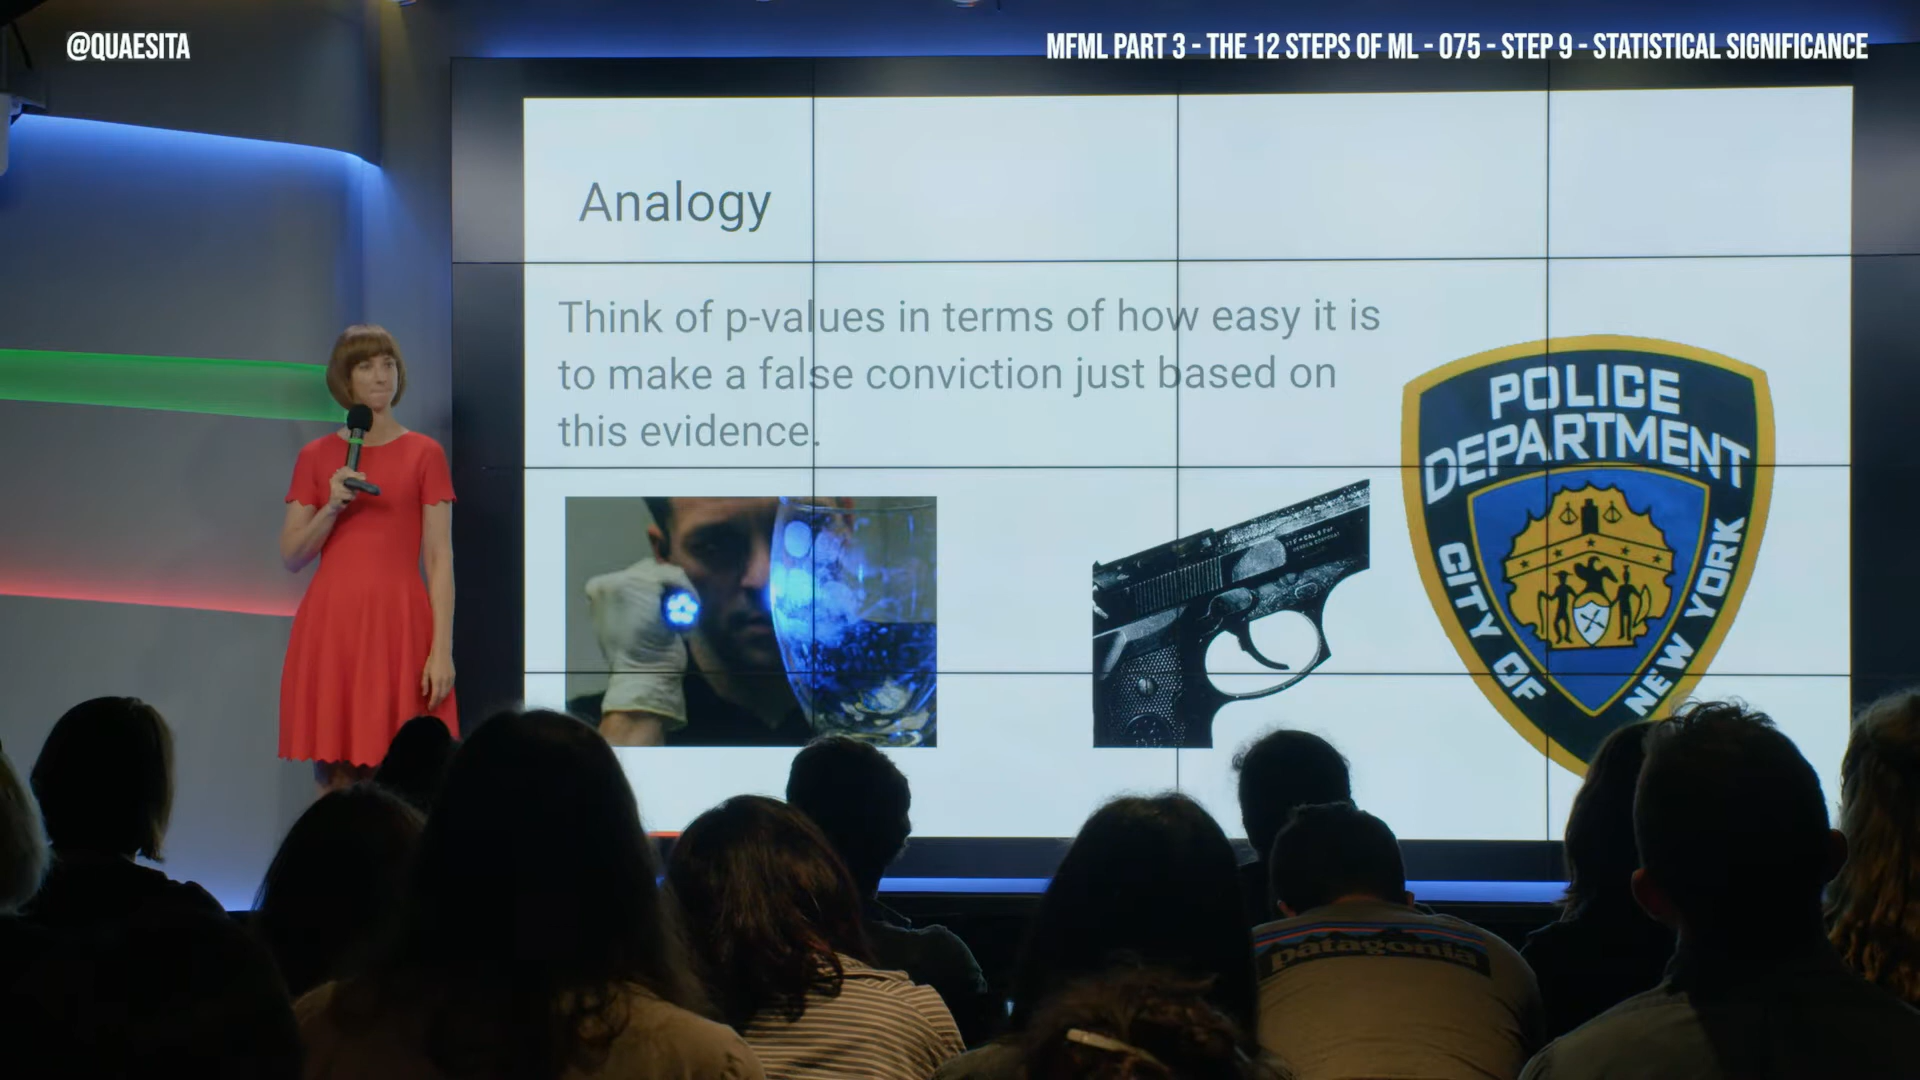 @QUAESITA
MFML PART 3 - THE 12 STEPS OF ML - 075 - STEP 9 - STATISTICAL SIGNIFICANCE
Analogy
Think of p-values in terms of how easy it is
to make a false conviction just based on
this evidence.
POLICE
DEPARTMENT
CITY OF
NEW YORK
patagonia